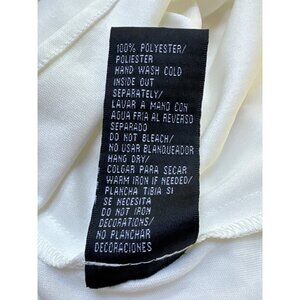 100% POLYESTER/
POLIESTER
HAND WASH COLD
INSIDE OUT
SEPARATELY/
LAVAR A MANO CON
AGUA FRIA AL REVERSO
SEPARADO
DO NOT BLEACH/
NO USAR BLANQUEADOR
HANG DRY/
COLGAR PARA SECAR
WARM IRON IF NEEDED/
PLANCHA TIBIA SI
SE NECESITA
DO NOT IRON
DECORATIONS/
NO PLANCHAR
DECORACIONES